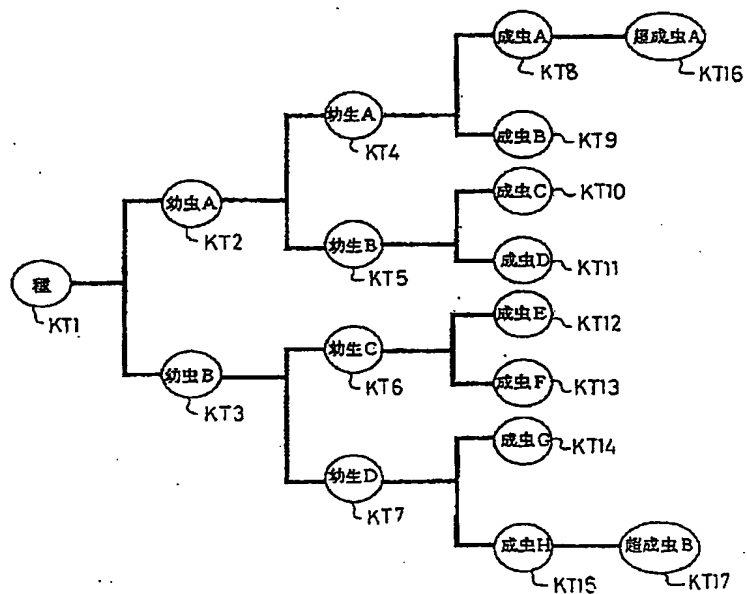 成虫A
超成虫A
KT8
KT16
幼生A
成虫B
KT4
KT9
成虫C
幼虫A
KT10
KT2
幼生B
成虫D
KT5
KT11
種
KT1
成虫E
KT12
幼生C
幼虫B
KT6
成虫F
KT3
KT13
成虫G
KT14
幼生D
KT7
成虫H
超成虫B
KT15
KT17